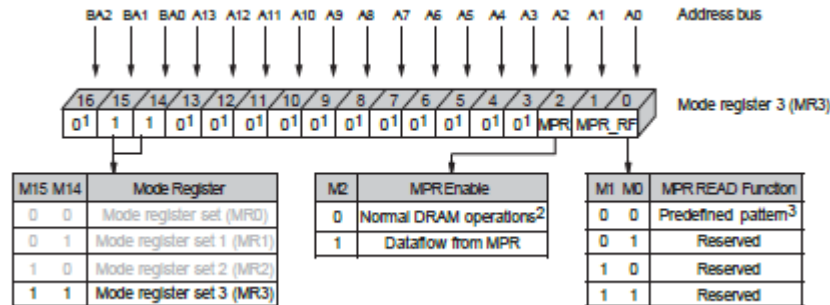 BA2 BA1 BA0 A13 A12 A11 A10 A9 A8 A7 A6 A5 A4 A3 A2 A1 A0 Address bus
16 15 14 13 12 11 10 9 8 7 6 5 4 3 2 1 0
Mode register 3 (MR3)
0¹ 1 1 0¹ 0¹ 0¹ 0¹ 0¹ 0¹ 0¹ 0¹ 0¹ 0¹ 0¹ MPR MPR_RF
M15 M14 Mode Register
0 0 Mode register set (MR0)
0 1 Mode register set 1 (MR1)
1 0 Mode register set 2 (MR2)
1 1 Mode register set 3 (MR3)
M2 MPR Enable
0 Normal DRAM operations²
1 Dataflow from MPR
M1 M0 MPR READ Function
0 0 Predefined pattern³
0 1 Reserved
1 0 Reserved
1 1 Reserved